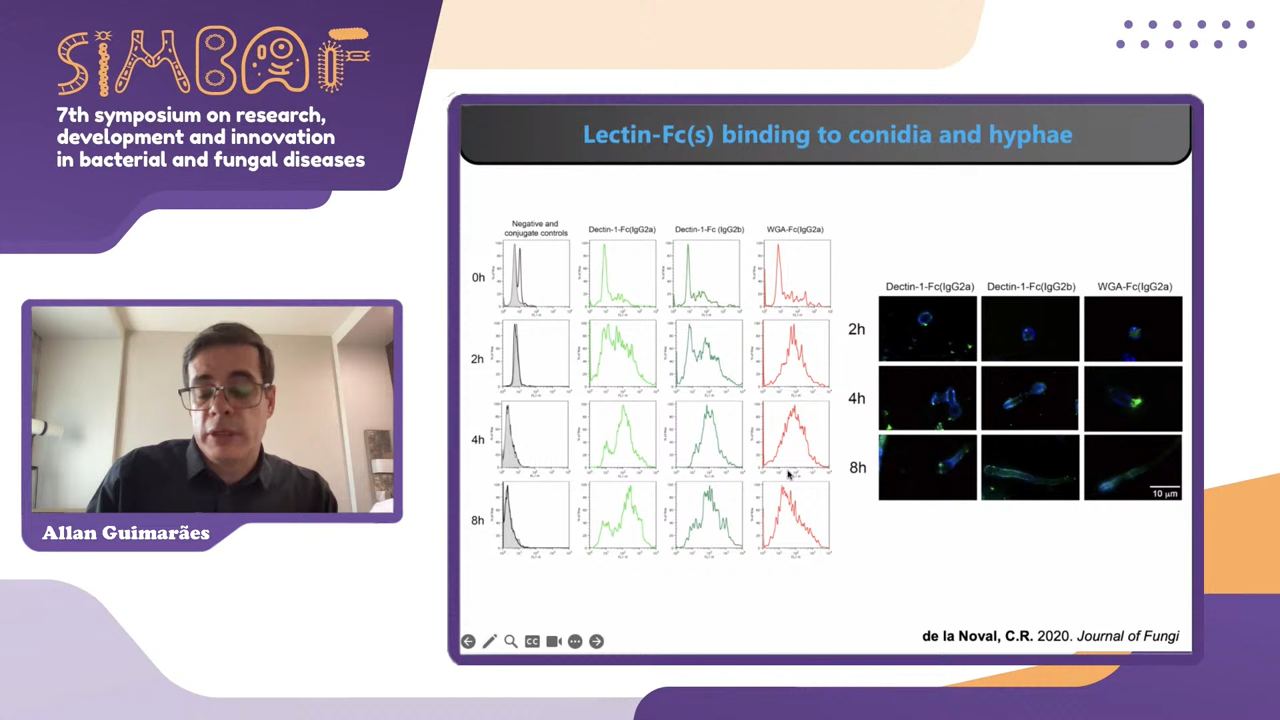 SIMBAF
7th symposium on research,
development and innovation
in bacterial and fungal diseases
Allan Guimarães
Lectin-Fc(s) binding to conidia and hyphae
Negative and
conjugate controls
Dectin-1-Fc(IgG2a)
Dectin-1-Fc (IgG2b)
WGA-Fc(IgG2a)
0h
2h
4h
8h
Dectin-1-Fc(IgG2a)
Dectin-1-Fc(IgG2b)
WGA-Fc(IgG2a)
2h
4h
8h
10 µm
CC
de la Noval, C.R. 2020. Journal of Fungi